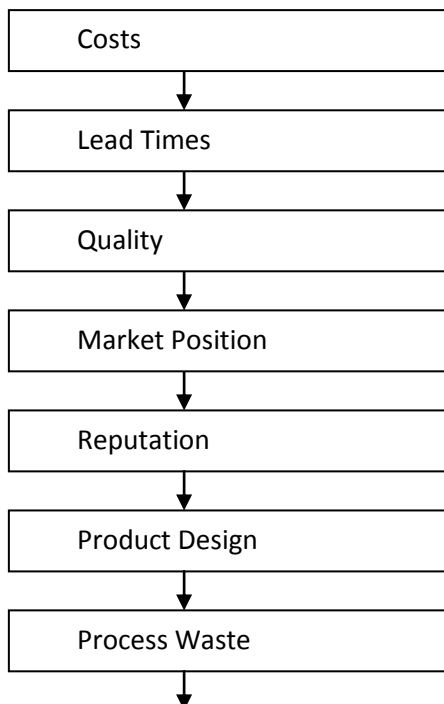 Costs
Lead Times
Quality
Market Position
Reputation
Product Design
Process Waste